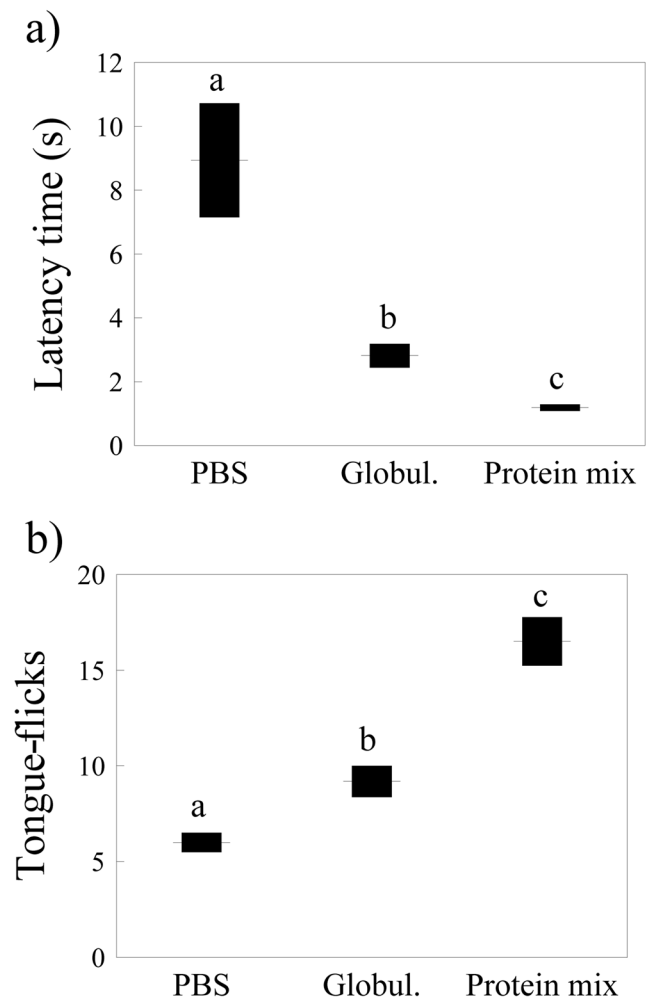 a)
Latency time (s)
12
10
8
6
4
2
0
a
b
c
PBS Globul. Protein mix
b)
Tongue-flicks
20
15
10
5
0
a
b
c
PBS Globul. Protein mix